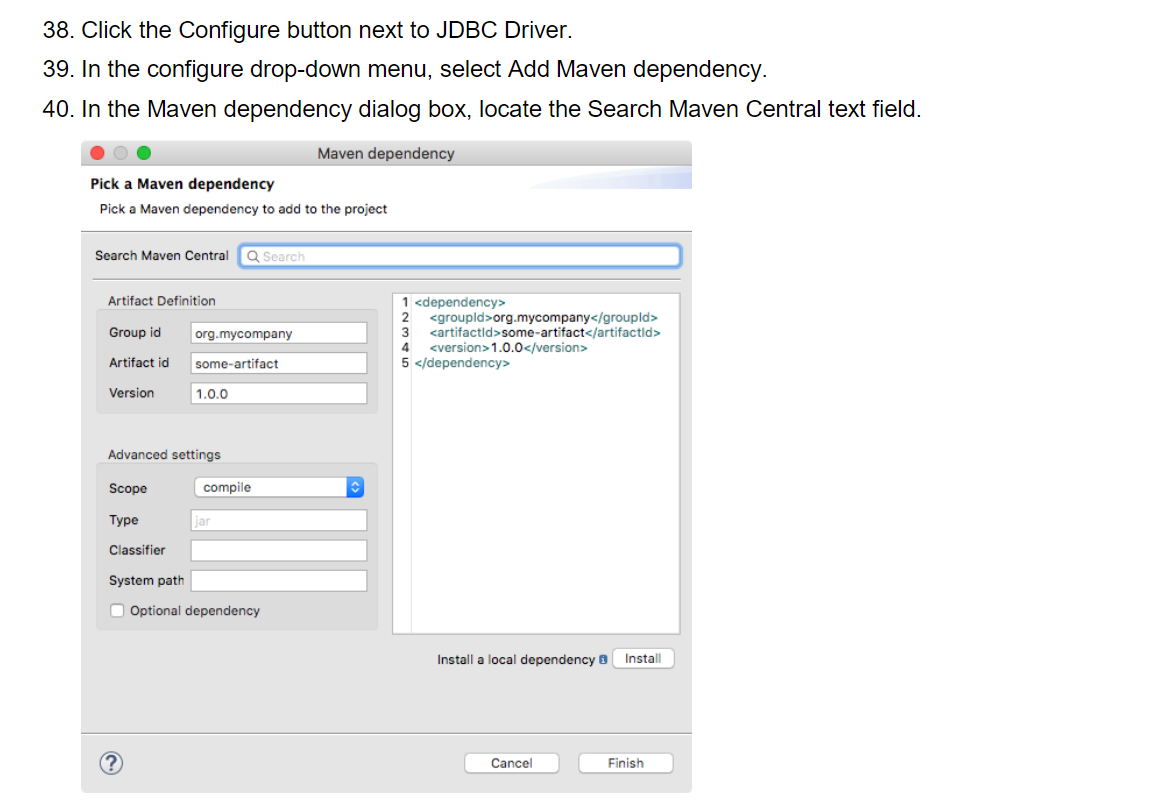 38. Click the Configure button next to JDBC Driver.
39. In the configure drop-down menu, select Add Maven dependency.
40. In the Maven dependency dialog box, locate the Search Maven Central text field.
Maven dependency
Pick a Maven dependency
Pick a Maven dependency to add to the project
Search Maven Central Search
Artifact Definition
Group id org.mycompany
Artifact id some-artifact
Version 1.0.0
1 <dependency>
2 <groupId>org.mycompany</groupId>
3 <artifactId>some-artifact</artifactId>
4 <version>1.0.0</version>
5 </dependency>
Advanced settings
Scope compile
Type jar
Classifier
System path
Optional dependency
Install a local dependency i Install
? Cancel Finish